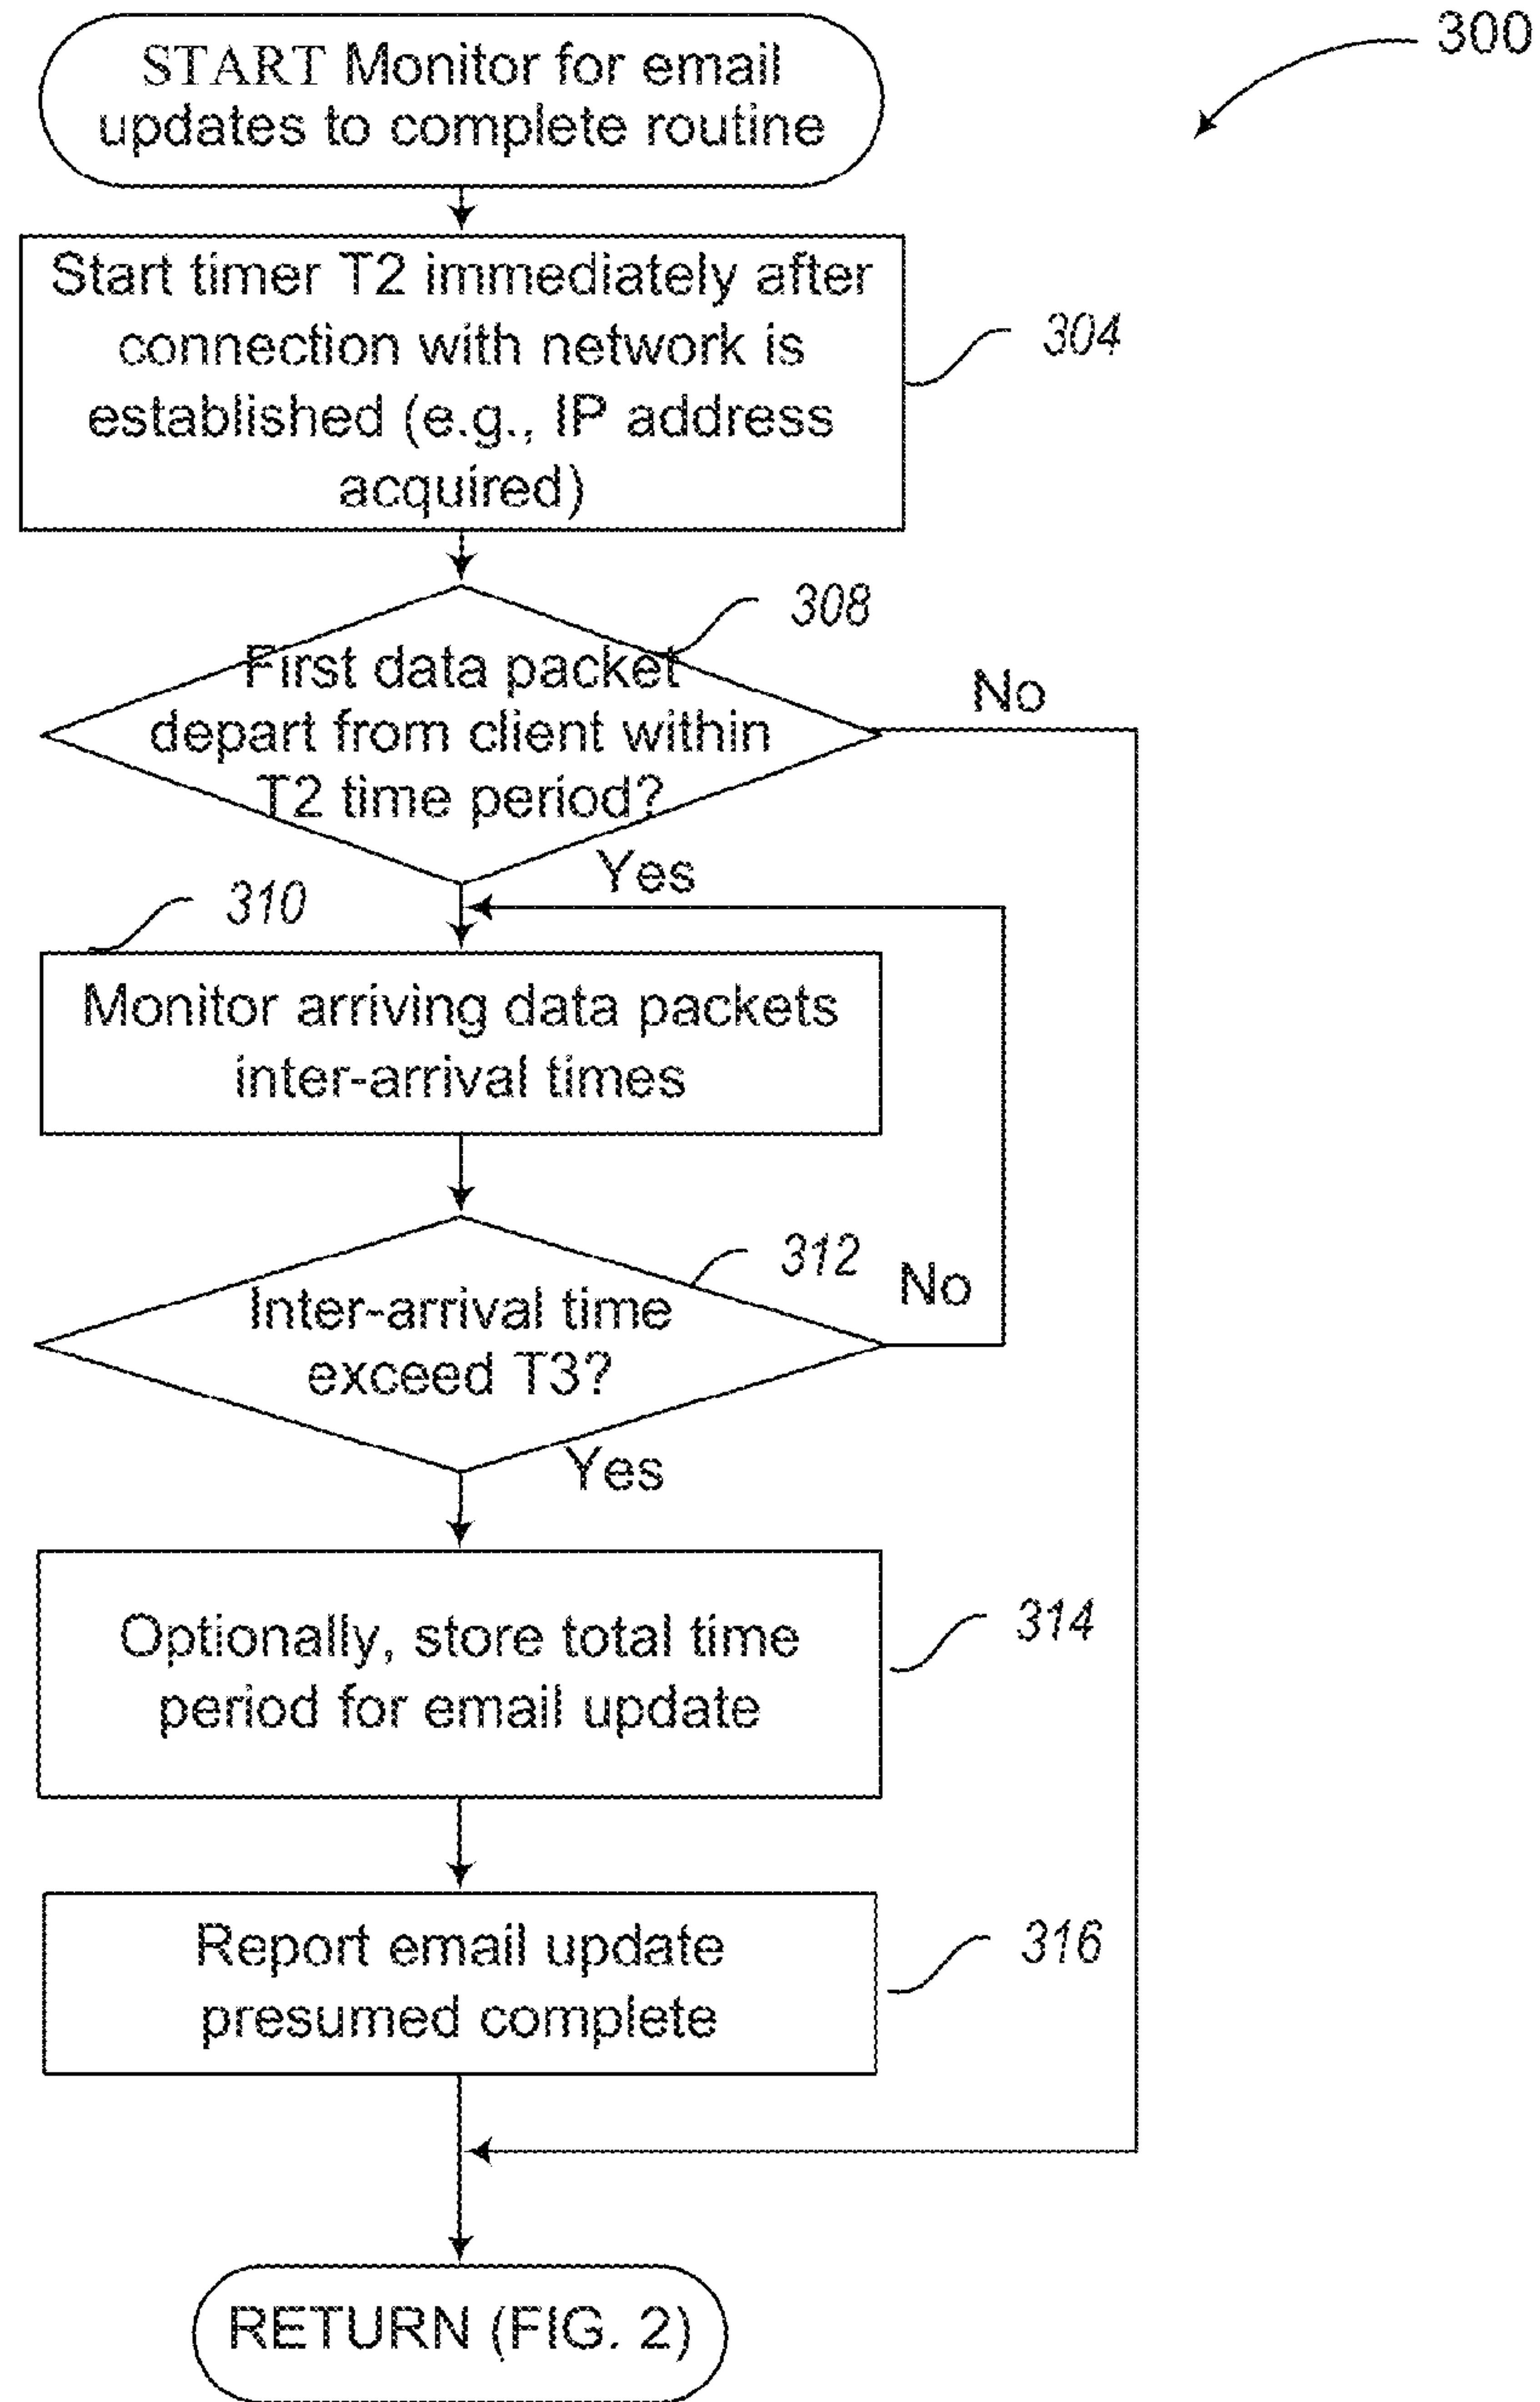 300
START Monitor for email
updates to complete routine
Start timer T2 immediately after
connection with network is
established (e.g., IP address
acquired)
304
308
First data packet
depart from client within
T2 time period?
No
Yes
310
Monitor arriving data packets
inter-arrival times
312
Inter-arrival time
exceed T3?
No
Yes
Optionally, store total time
period for email update
314
Report email update
presumed complete
316
RETURN (FIG. 2)